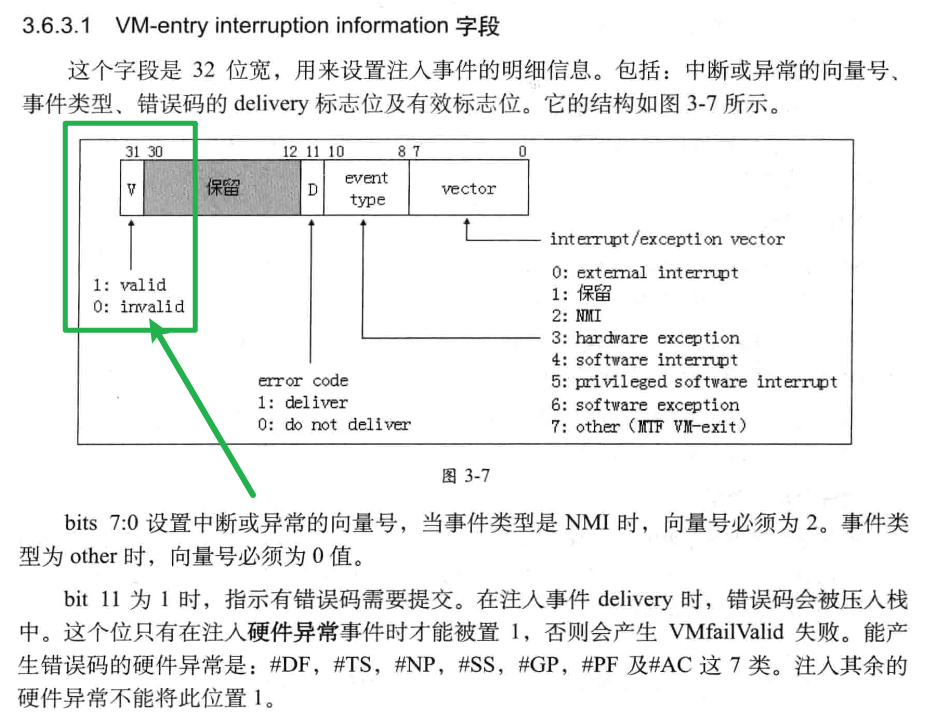 3.6.3.1 VM-entry interruption information 字段
这个字段是 32 位宽，用来设置注入事件的明细信息。包括：中断或异常的向量号、
事件类型、错误码的 delivery 标志位及有效标志位。它的结构如图 3-7 所示。
31 30 12 11 10 8 7 0
V 保留 D event type vector
interrupt/exception vector
1: valid
0: invalid
0: external interrupt
1: 保留
2: NMI
3: hardware exception
4: software interrupt
5: privileged software interrupt
6: software exception
7: other（MTF VM-exit）
error code
1: deliver
0: do not deliver
图 3-7
bits 7:0 设置中断或异常的向量号，当事件类型是 NMI 时，向量号必须为 2。事件类
型为 other 时，向量号必须为 0 值。
bit 11 为 1 时，指示有错误码需要提交。在注入事件 delivery 时，错误码会被压入栈
中。这个位只有在注入硬件异常事件时才能被置 1，否则会产生 VMfailValid 失败。能产
生错误码的硬件异常是：#DF，#TS，#NP，#SS，#GP，#PF 及#AC 这 7 类。注入其余的
硬件异常不能将此位置 1。